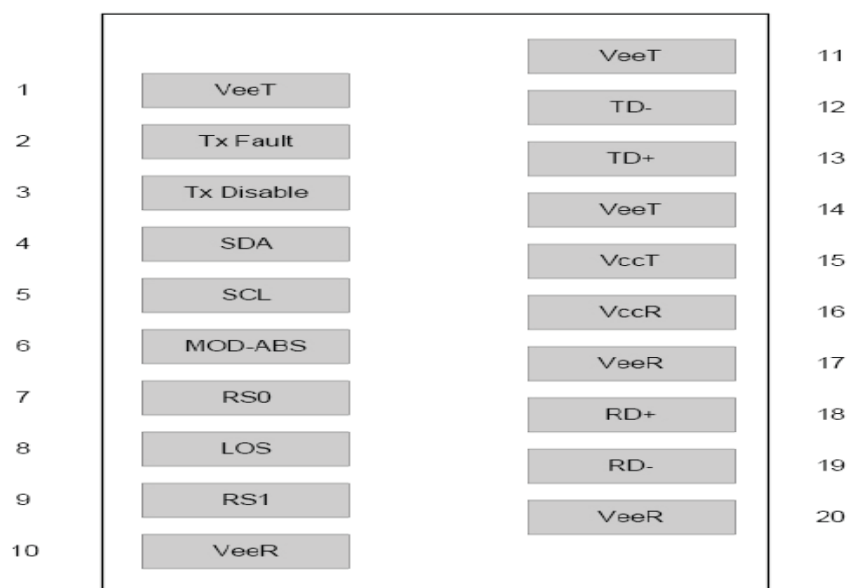 VeeT 11
1 VeeT
TD- 12
2 Tx Fault
TD+ 13
3 Tx Disable
VeeT 14
4 SDA
VccT 15
5 SCL
VccR 16
6 MOD-ABS
VeeR 17
7 RS0
RD+ 18
8 LOS
RD- 19
9 RS1
VeeR 20
10 VeeR